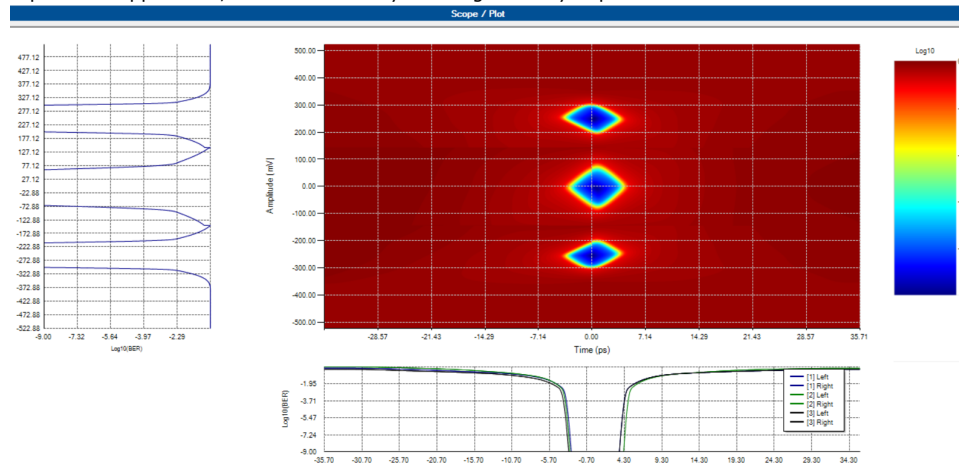 Scope / Plot
477.12
427.12
377.12
327.12
277.12
227.12
177.12
127.12
77.12
27.12
-22.88
-72.88
-122.88
-172.88
-222.88
-272.88
-322.88
-372.88
-422.88
-472.88
-522.88
-9.00 -7.32 -5.64 -3.97 -2.29
Log10(BER)
Amplitude [mV]
500.00
400.00
300.00
200.00
100.00
0.00
-100.00
-200.00
-300.00
-400.00
-500.00
-28.57 -21.43 -14.29 -7.14 0.00 7.14 14.29 21.43 28.57 35.71
Time (ps)
Log10
Log10(BER)
-1.95
-3.71
-5.47
-7.24
-9.00
-35.70 -30.70 -25.70 -20.70 -15.70 -10.70 -5.70 -0.70 4.30 9.30 14.30 19.30 24.30 29.30 34.30
[1] Left
[1] Right
[2] Left
[2] Right
[3] Left
[3] Right